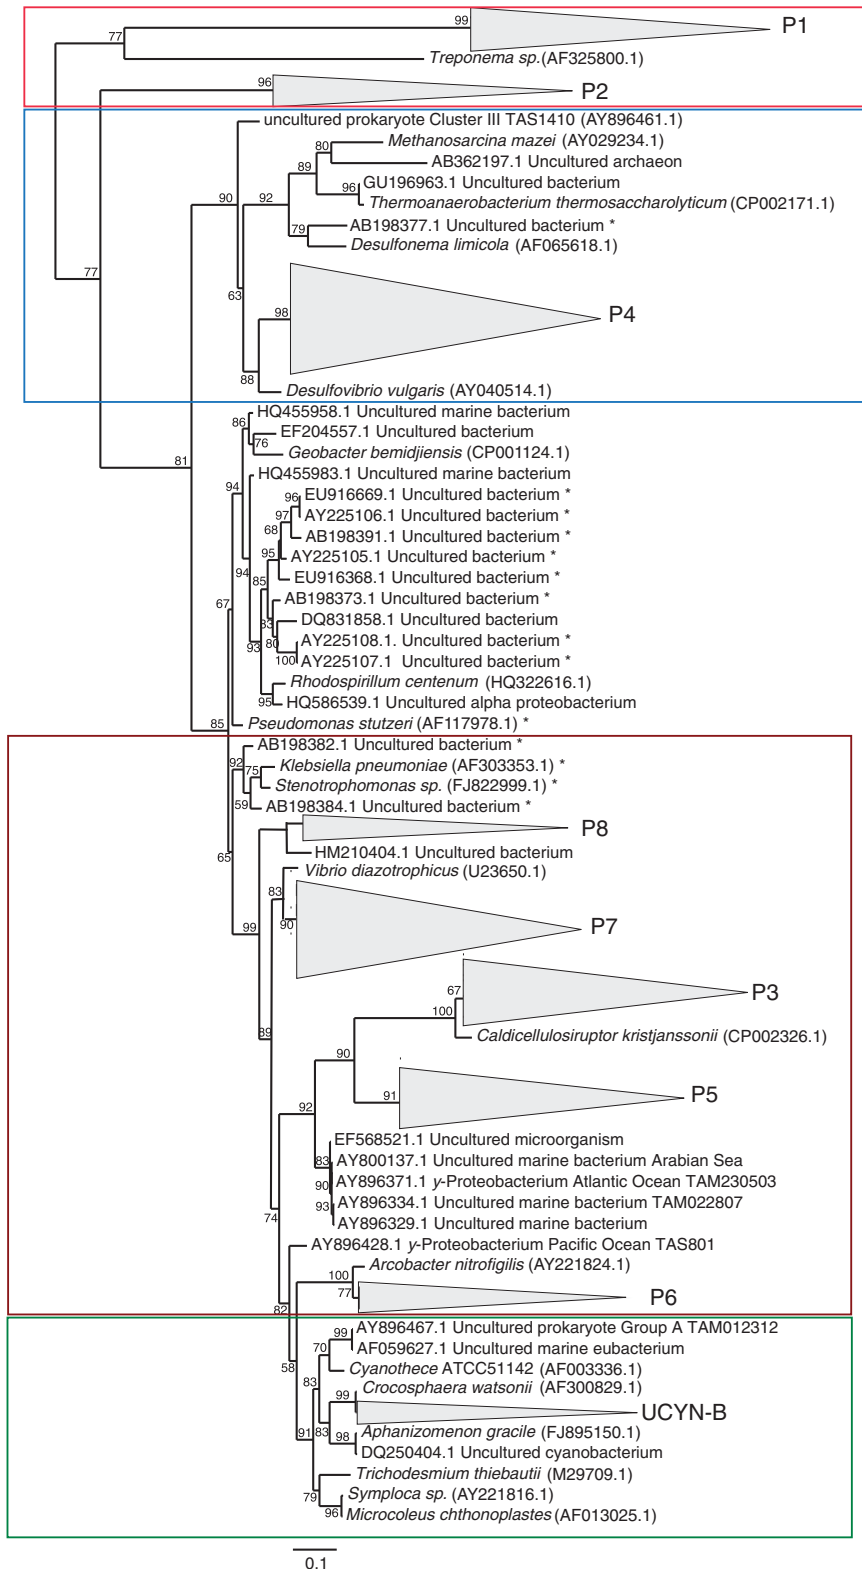 99
P1
77
Treponema sp.(AF325800.1)
96
P2
uncultured prokaryote Cluster III TAS1410 (AY896461.1)
Methanosarcina mazei (AY029234.1)
80
AB362197.1 Uncultured archaeon
89
GU196963.1 Uncultured bacterium
96
90
92
Thermoanaerobacterium thermosaccharolyticum (CP002171.1)
AB198377.1 Uncultured bacterium *
79
Desulfonema limicola (AF065618.1)
77
63
98
P4
88
Desulfovibrio vulgaris (AY040514.1)
HQ455958.1 Uncultured marine bacterium
86
EF204557.1 Uncultured bacterium
76
Geobacter bemidjiensis (CP001124.1)
81
HQ455983.1 Uncultured marine bacterium
94
96
EU916669.1 Uncultured bacterium *
97
AY225106.1 Uncultured bacterium *
68
AB198391.1 Uncultured bacterium *
95
AY225105.1 Uncultured bacterium *
94
EU916368.1 Uncultured bacterium *
85
67
AB198373.1 Uncultured bacterium *
83
DQ831858.1 Uncultured bacterium
93
80
AY225108.1. Uncultured bacterium *
100
AY225107.1 Uncultured bacterium *
Rhodospirillum centenum (HQ322616.1)
95
HQ586539.1 Uncultured alpha proteobacterium
85
Pseudomonas stutzeri (AF117978.1) *
AB198382.1 Uncultured bacterium *
92
75
Klebsiella pneumoniae (AF303353.1) *
Stenotrophomonas sp. (FJ822999.1) *
59
AB198384.1 Uncultured bacterium *
P8
65
HM210404.1 Uncultured bacterium
Vibrio diazotrophicus (U23650.1)
83
99
90
P7
67
P3
100
89
Caldicellulosiruptor kristjanssonii (CP002326.1)
90
91
P5
92
EF568521.1 Uncultured microorganism
83
AY800137.1 Uncultured marine bacterium Arabian Sea
90
AY896371.1 y-Proteobacterium Atlantic Ocean TAM230503
93
AY896334.1 Uncultured marine bacterium TAM022807
74
AY896329.1 Uncultured marine bacterium
AY896428.1 y-Proteobacterium Pacific Ocean TAS801
Arcobacter nitrofigilis (AY221824.1)
100
77
P6
82
AY896467.1 Uncultured prokaryote Group A TAM012312
99
70
AF059627.1 Uncultured marine eubacterium
58
Cyanothece ATCC51142 (AF003336.1)
83
Crocosphaera watsonii (AF300829.1)
99
UCYN-B
91
83
Aphanizomenon gracile (FJ895150.1)
98
DQ250404.1 Uncultured cyanobacterium
Trichodesmium thiebautii (M29709.1)
79
Symploca sp. (AY221816.1)
96
Microcoleus chthonoplastes (AF013025.1)
0.1